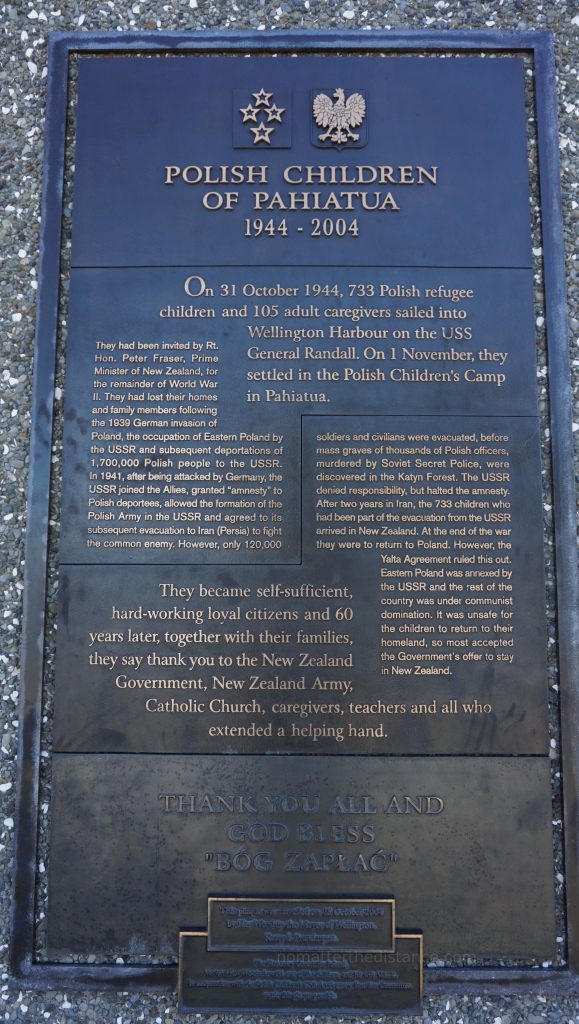 POLISH CHILDREN
OF PAHIATUA
1944 - 2004
On 31 October 1944, 733 Polish refugee
children and 105 adult caregivers sailed into
Wellington Harbour on the USS
General Randall. On 1 November, they
settled in the Polish Children's Camp
in Pahiatua.
They had been invited by Rt.
Hon. Peter Fraser, Prime
Minister of New Zealand, for
the remainder of World War
II. They had lost their homes
and family members following
the 1939 German invasion of
Poland, the occupation of Eastern Poland by
the USSR and subsequent deportations of
1,700,000 Polish people to the USSR.
In 1941, after being attacked by Germany, the
USSR joined the Allies, granted "amnesty" to
Polish deportees, allowed the formation of the
Polish Army in the USSR and agreed to its
subsequent evacuation to Iran (Persia) to fight
the common enemy. However, only 120,000
soldiers and civilians were evacuated, before
mass graves of thousands of Polish officers,
murdered by Soviet Secret Police, were
discovered in the Katyn Forest. The USSR
denied responsibility, but halted the amnesty.
After two years in Iran, the 733 children who
had been part of the evacuation from the USSR
arrived in New Zealand. At the end of the war
they were to return to Poland. However, the
Yalta Agreement ruled this out.
Eastern Poland was annexed by
the USSR and the rest of the
country was under communist
domination. It was unsafe for
the children to return to their
homeland, so most accepted
the Government's offer to stay
in New Zealand.
They became self-sufficient,
hard-working loyal citizens and 60
years later, together with their families,
they say thank you to the New Zealand
Government, New Zealand Army,
Catholic Church, caregivers, teachers and all who
extended a helping hand.
THANK YOU ALL AND
GOD BLESS
"BÓG ZAPŁAĆ"
nomatterthedistance.com